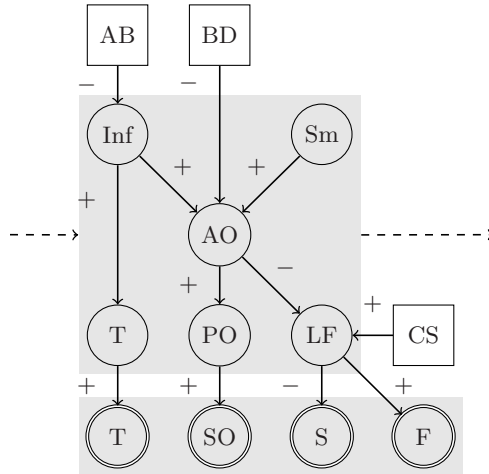 AB BD
− −
Inf Sm
+ + +
AO
+ −
T PO LF + CS
+ + − +
T SO S F